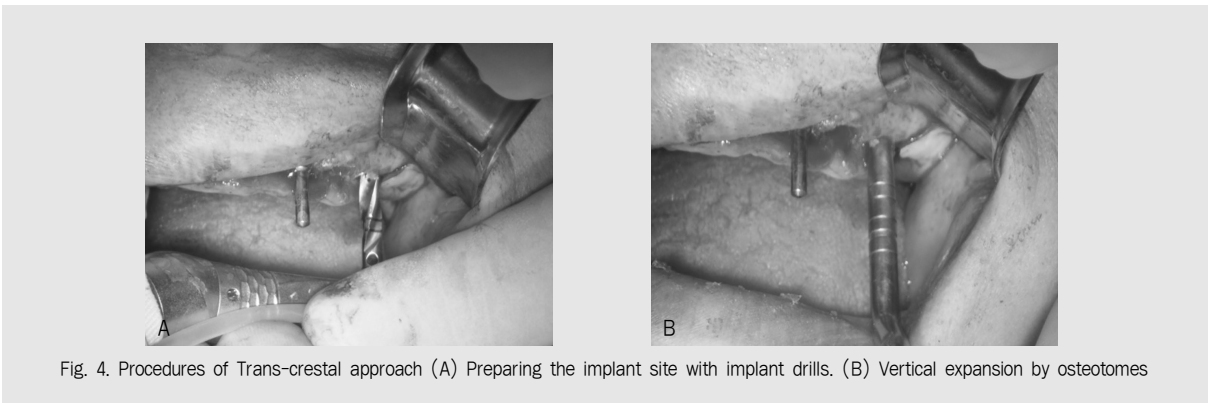 A
B
Fig. 4. Procedures of Trans-crestal approach (A) Preparing the implant site with implant drills. (B) Vertical expansion by osteotomes